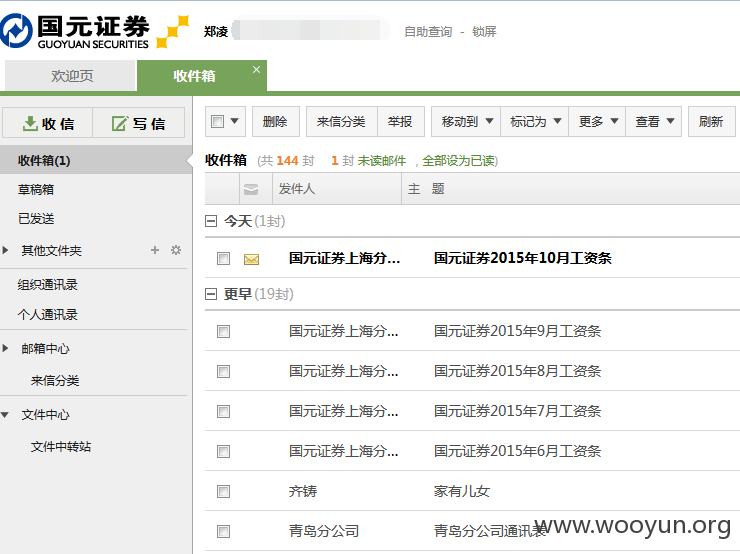 国元证券
GUOYUAN SECURITIES
郑凌
自助查询 - 锁屏
欢迎页
收件箱 ×
收信 写信
删除 来信分类 举报 移动到 标记为 更多 查看 刷新
收件箱(1)
草稿箱
已发送
其他文件夹 +
组织通讯录
个人通讯录
邮箱中心
来信分类
文件中心
文件中转站
收件箱 (共 144 封 1 封 未读邮件 , 全部设为已读)
发件人 主 题
今天 (1封)
国元证券上海分... 国元证券2015年10月工资条
更早 (19封)
国元证券上海分... 国元证券2015年9月工资条
国元证券上海分... 国元证券2015年8月工资条
国元证券上海分... 国元证券2015年7月工资条
国元证券上海分... 国元证券2015年6月工资条
齐铸 家有儿女
青岛分公司 青岛分公司通讯表
www.wooyun.org